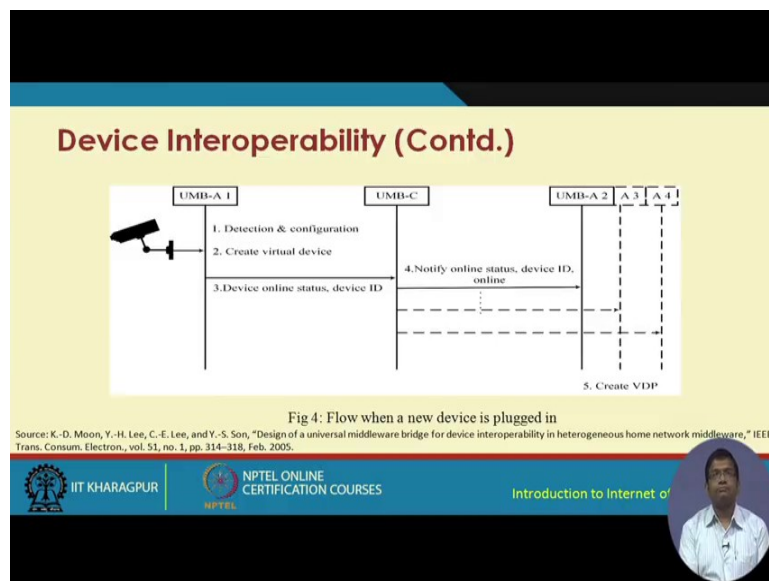 Device Interoperability (Contd.)
UMB-A 1
UMB-C
UMB-A 2
A 3
A 4
1. Detection & configuration
2. Create virtual device
3.Device online status, device ID
4.Notify online status, device ID,
online
5. Create VDP
Fig 4: Flow when a new device is plugged in
Source: K.-D. Moon, Y.-H. Lee, C.-E. Lee, and Y.-S. Son, "Design of a universal middleware bridge for device interoperability in heterogeneous home network middleware," IEEE
Trans. Consum. Electron., vol. 51, no. 1, pp. 314–318, Feb. 2005.
IIT KHARAGPUR
NPTEL
NPTEL ONLINE
CERTIFICATION COURSES
Introduction to Internet of